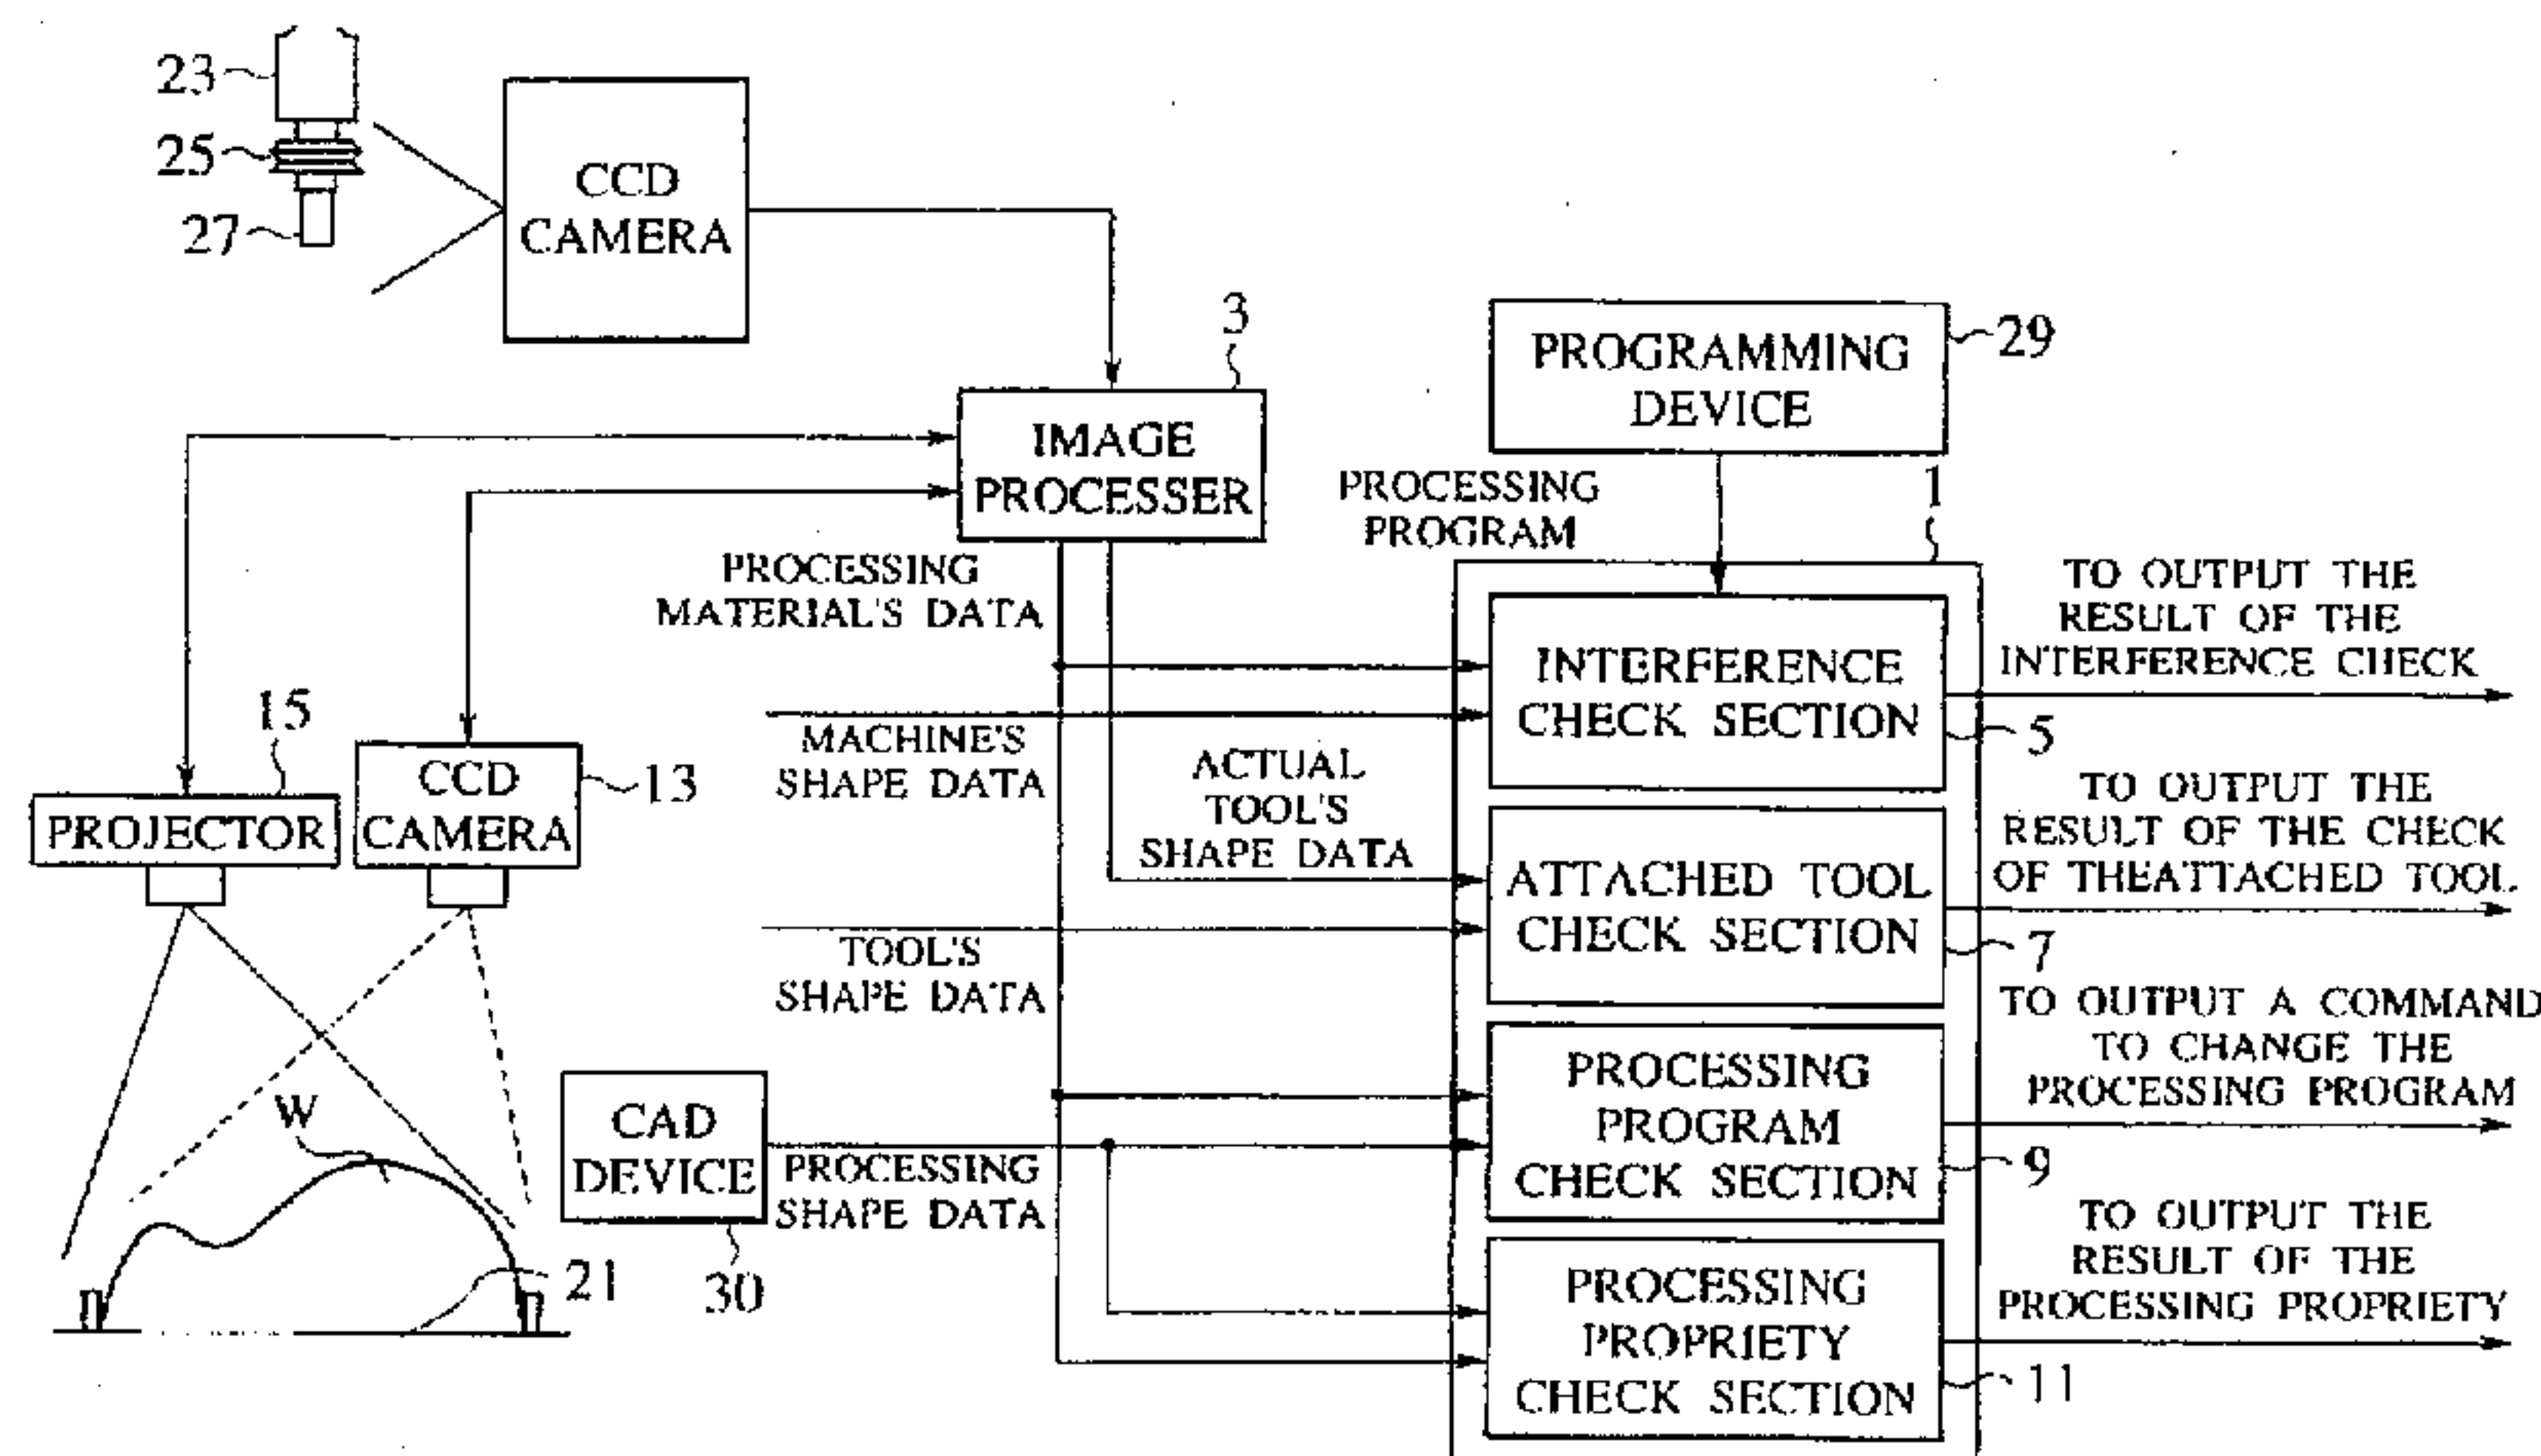 23
25
27
CCD
CAMERA
3
IMAGE
PROCESSER
PROGRAMMING
DEVICE
29
PROCESSING
PROGRAM
1
PROCESSING
MATERIAL'S DATA
MACHINE'S
SHAPE DATA
ACTUAL
TOOL'S
SHAPE DATA
TOOL'S
SHAPE DATA
15
PROJECTOR
CCD
CAMERA
13
W
21
CAD
DEVICE
30
PROCESSING
SHAPE DATA
INTERFERENCE
CHECK SECTION
5
TO OUTPUT THE
RESULT OF THE
INTERFERENCE CHECK
ATTACHED TOOL
CHECK SECTION
7
TO OUTPUT THE
RESULT OF THE CHECK
OF THEATTACHED TOOL
PROCESSING
PROGRAM
CHECK SECTION
9
TO OUTPUT A COMMAND
TO CHANGE THE
PROCESSING PROGRAM
PROCESSING
PROPRIETY
CHECK SECTION
11
TO OUTPUT THE
RESULT OF THE
PROCESSING PROPRIETY